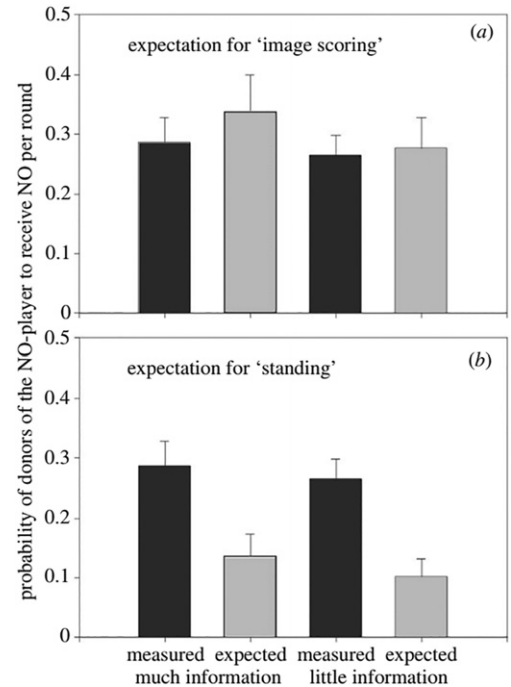 probability of donors of the NO-player to receive NO per round
0.5
0.4
0.3
0.2
0.1
0
expectation for ‘image scoring’
(a)
0.5
0.4
0.3
0.2
0.1
0
expectation for ‘standing’
(b)
measured expected measured expected
much information little information